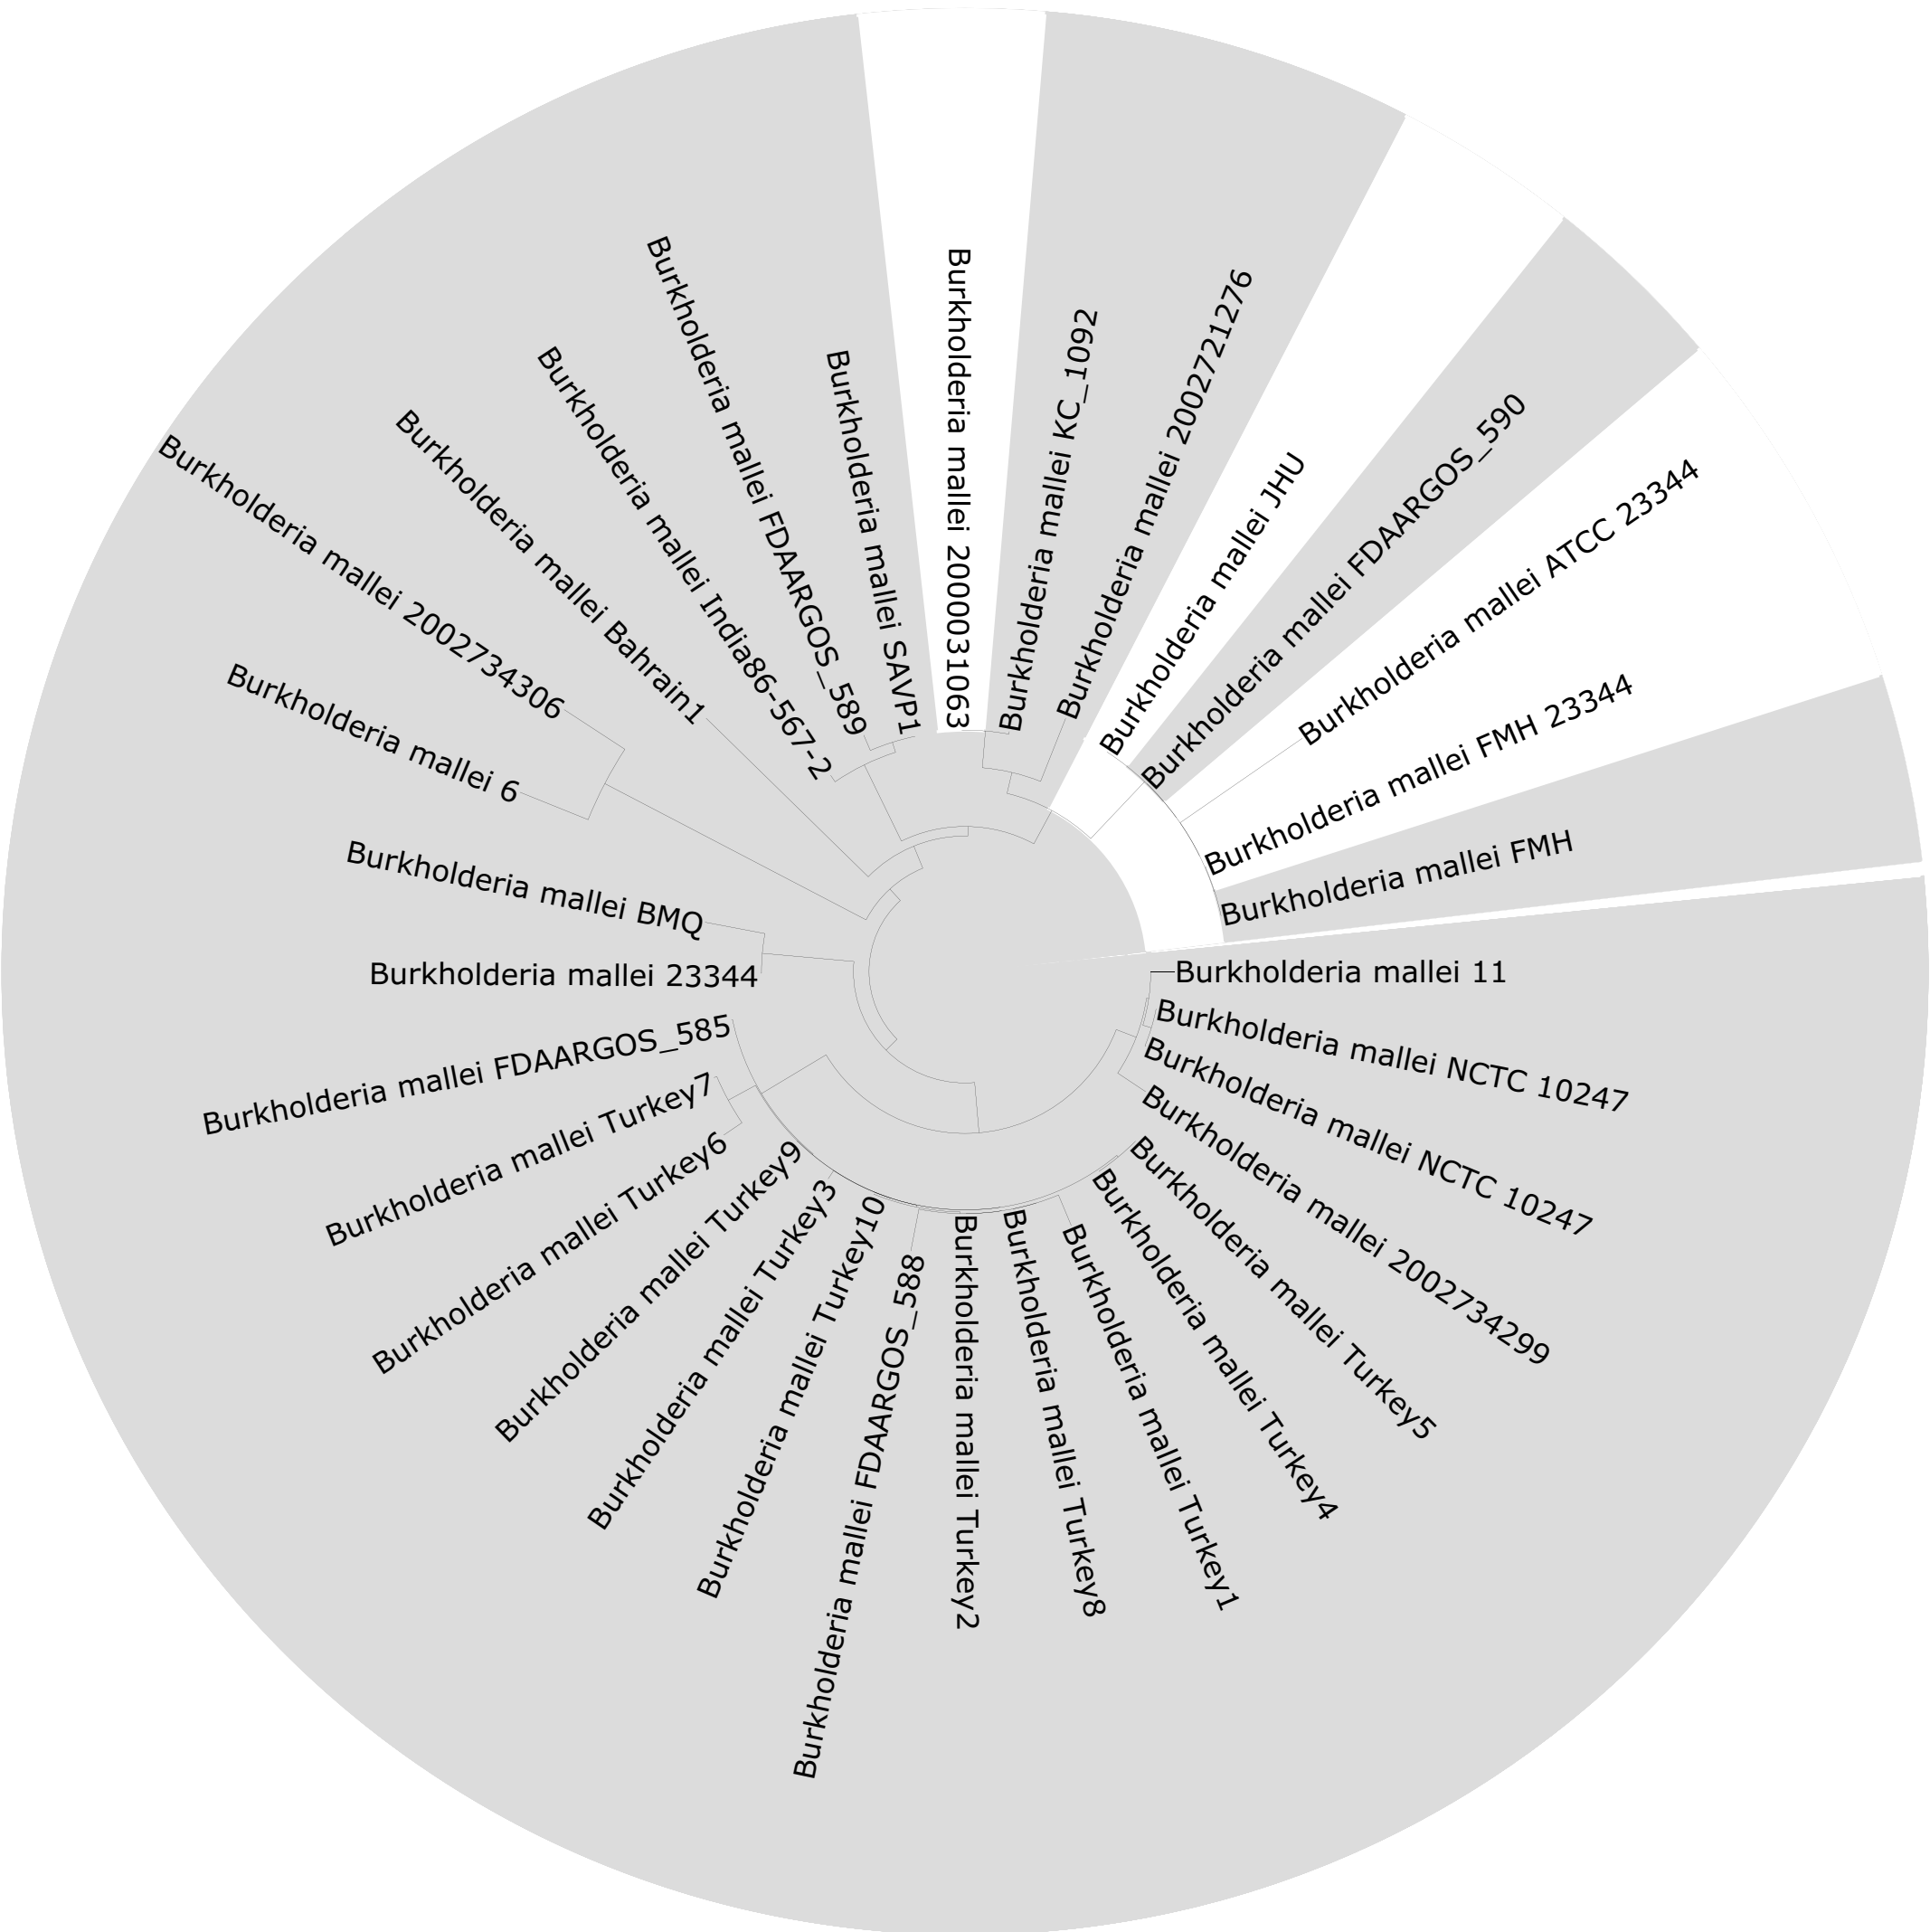 Burkholderia mallei 2000031063
Burkholderia mallei KC_1092
Burkholderia mallei 2002721276
Burkholderia mallei JHU
Burkholderia mallei FDAARGOS_590
Burkholderia mallei ATCC 23344
Burkholderia mallei FMH 23344
Burkholderia mallei FMH
Burkholderia mallei 11
Burkholderia mallei NCTC 10247
Burkholderia mallei NCTC 10247
Burkholderia mallei 2002734299
Burkholderia mallei Turkey5
Burkholderia mallei Turkey4
Burkholderia mallei Turkey1
Burkholderia mallei Turkey8
Burkholderia mallei Turkey2
Burkholderia mallei FDAARGOS_588
Burkholderia mallei Turkey10
Burkholderia mallei Turkey3
Burkholderia mallei Turkey9
Burkholderia mallei Turkey6
Burkholderia mallei Turkey7
Burkholderia mallei FDAARGOS_585
Burkholderia mallei 23344
Burkholderia mallei BMQ
Burkholderia mallei 6
Burkholderia mallei 2002734306
Burkholderia mallei Bahrain1
Burkholderia mallei India86-567-2
Burkholderia mallei FDAARGOS_589
Burkholderia mallei SAVP1